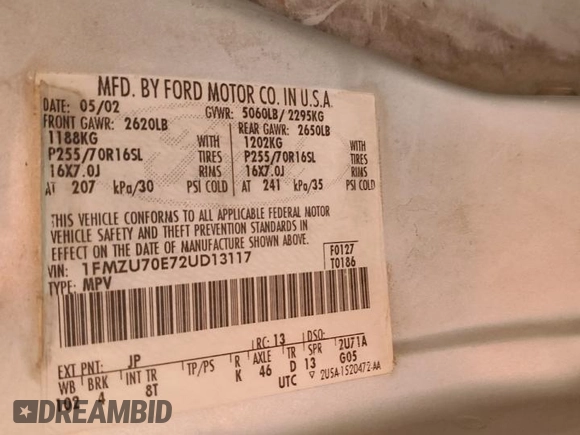 MFD. BY FORD MOTOR CO. IN U.S.A.
DATE 05/02 GVWR: 5060LB/ 2295KG
FRONT GAWR: 2620LB REAR GAWR: 2650LB
1188KG WITH 1202KG WITH
P255/70R16SL TIRES P255/70R16SL TIRES
16X7.0J RIMS 16X7.0J RIMS
AT 207 kPa/30 PSI COLD AT 241 kPa/35 PSI COLD
THIS VEHICLE CONFORMS TO ALL APPLICABLE FEDERAL MOTOR
VEHICLE SAFETY AND THEFT PREVENTION STANDARDS IN
EFFECT ON THE DATE OF MANUFACTURE SHOWN ABOVE.
VIN: 1FMZU70E72UD13117 F0127
TYPE: MPV T0186
EXT PNT: JP RC: 13 DSO:
WB BRK INT TR TP/PS R AXLE TR SPR 2U71A
102 4 8T K 46 D 13 G05
UTC ▽ 2U5A-1520472-AA
DREAMBID